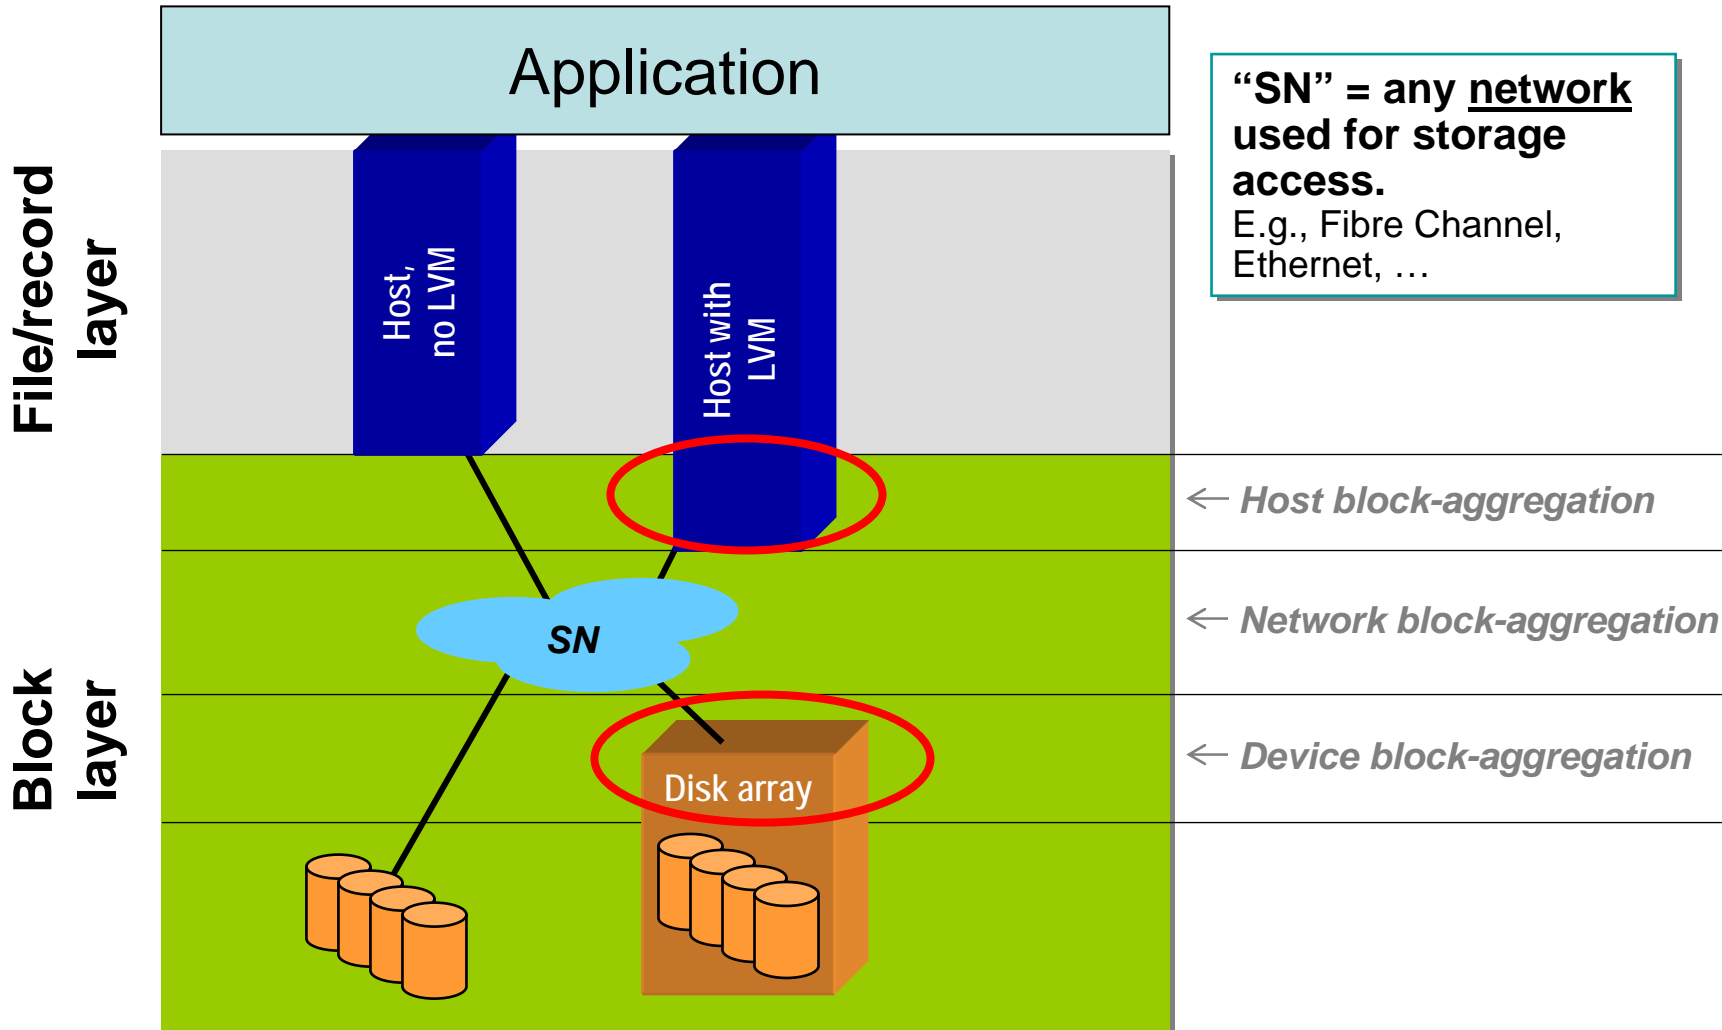 Application
“SN” = any network
used for storage
access.
E.g., Fibre Channel,
Ethernet, …
File/record
layer
Host,
no LVM
Host with
LVM
Host block-aggregation
Network block-aggregation
SN
Block
layer
Device block-aggregation
Disk array